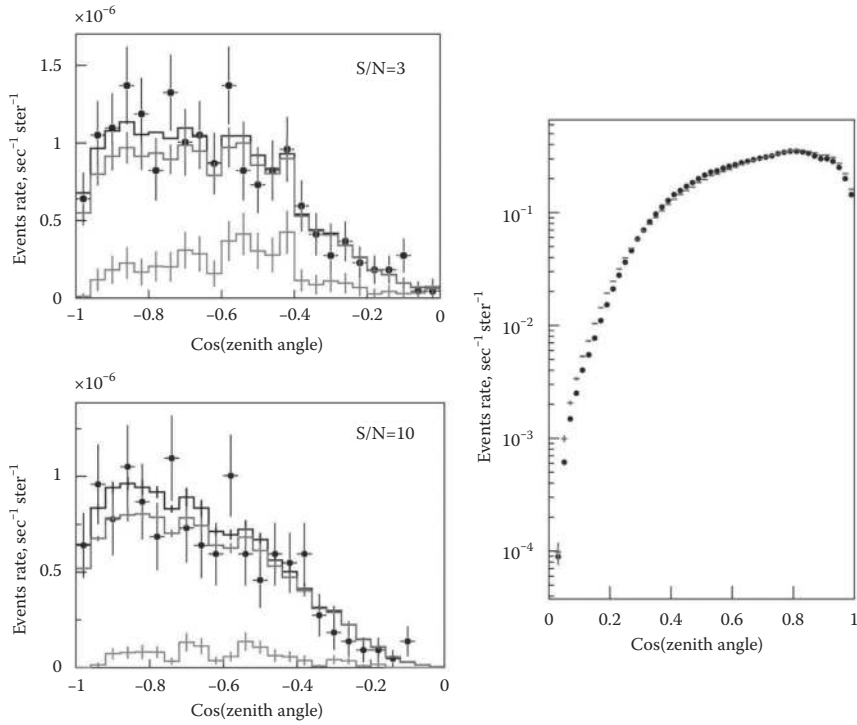 ×10⁻⁶
S/N=3
1.5
1
0.5
0
Events rate, sec⁻¹ ster⁻¹
−1 −0.8 −0.6 −0.4 −0.2 0
Cos(zenith angle)
×10⁻⁶
S/N=10
1
0.5
0
Events rate, sec⁻¹ ster⁻¹
−1 −0.8 −0.6 −0.4 −0.2 0
Cos(zenith angle)
10⁻¹
10⁻²
10⁻³
10⁻⁴
Events rate, sec⁻¹ ster⁻¹
0 0.2 0.4 0.6 0.8 1
Cos(zenith angle)